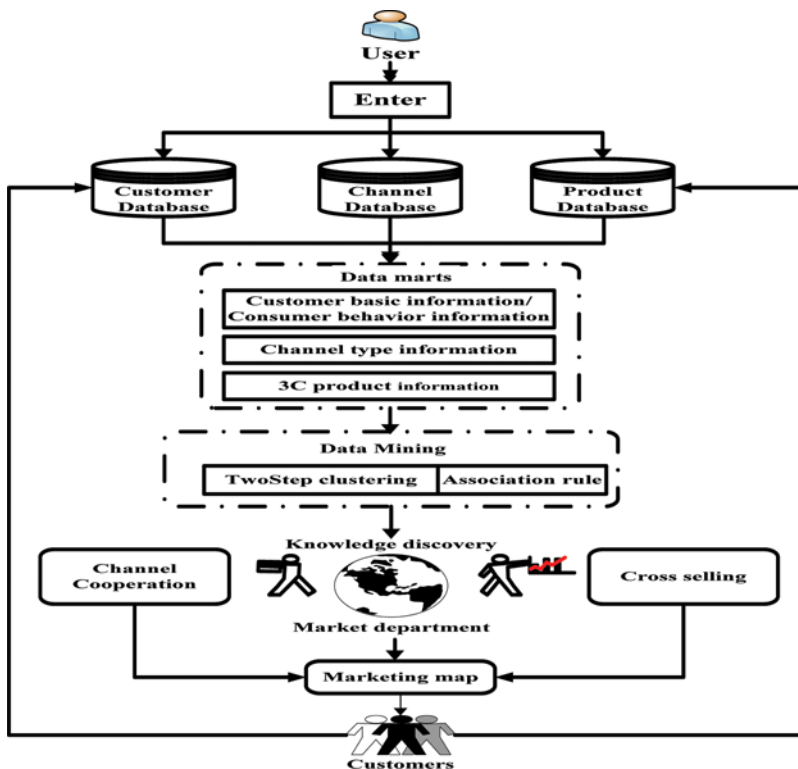 User
Enter
Customer
Database
Channel
Database
Product
Database
Data marts
Customer basic information/
Consumer behavior information
Channel type information
3C product information
Data Mining
TwoStep clustering
Association rule
Knowledge discovery
Channel
Cooperation
Cross selling
Market department
Marketing map
Customers